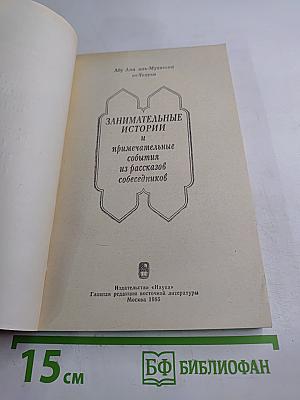 Абу Али аль-Мухассин
ат-Танухи
ЗАНИМАТЕЛЬНЫЕ
ИСТОРИИ
и
примечательные
события
из рассказов
собеседников
Издательство «Наука»
Главная редакция восточной литературы
Москва 1985
15 см
БФ БИБЛИОФАН